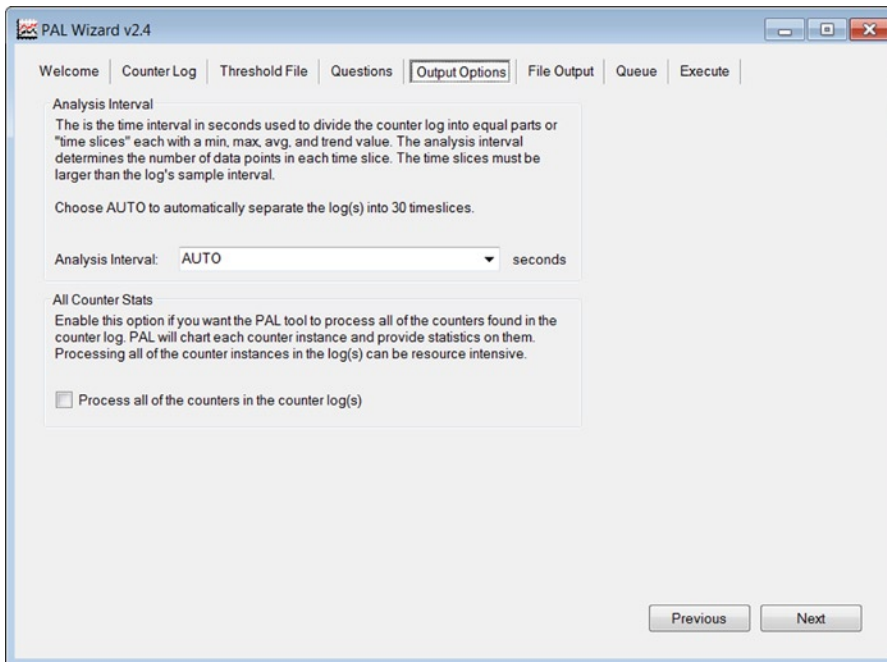 PAL Wizard v2.4
Welcome Counter Log Threshold File Questions Output Options File Output Queue Execute
Analysis Interval
The is the time interval in seconds used to divide the counter log into equal parts or
"time slices" each with a min, max, avg, and trend value. The analysis interval
determines the number of data points in each time slice. The time slices must be
larger than the log's sample interval.
Choose AUTO to automatically separate the log(s) into 30 timeslices.
Analysis Interval: AUTO seconds
All Counter Stats
Enable this option if you want the PAL tool to process all of the counters found in the
counter log. PAL will chart each counter instance and provide statistics on them.
Processing all of the counter instances in the log(s) can be resource intensive.
Process all of the counters in the counter log(s)
Previous Next